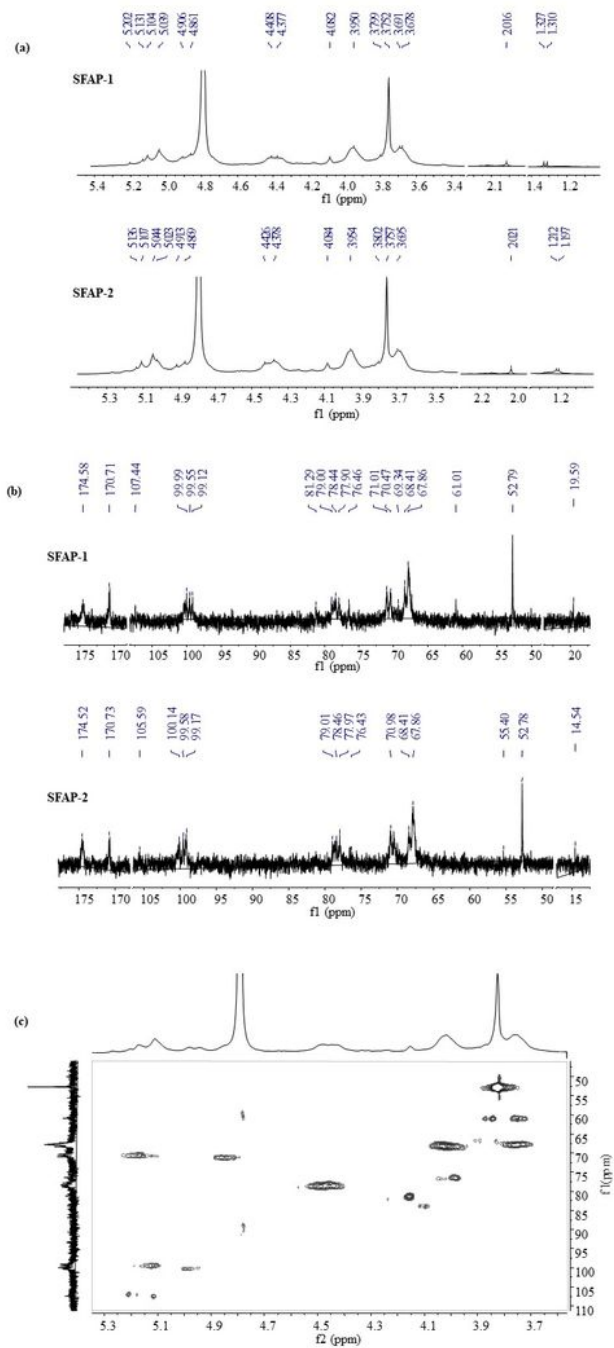 (a)
5.202 5.131 5.104 5.039 4.906 4.861 4.408 4.377 4.082 3.950 3.799 3.752 3.691 3.678 2.016 1.327 1.310
SFAP-1
5.4 5.2 5.0 4.8 4.6 4.4 4.2 4.0 3.8 3.6 3.4 2.1 1.4 1.2
f1 (ppm)
5.136 5.107 5.044 5.023 4.913 4.869 4.426 4.378 4.084 3.954 3.802 3.757 3.695 2.021 1.212 1.197
SFAP-2
5.3 5.1 4.9 4.7 4.5 4.3 4.1 3.9 3.7 3.5 2.2 2.0 1.2
f1 (ppm)
(b)
174.58 170.71 107.44 99.99 99.55 99.12 81.29 79.00 78.44 77.90 76.46 71.01 70.47 69.34 68.41 67.86 61.01 52.79 19.59
SFAP-1
175 170 105 100 95 90 85 80 75 70 65 60 55 50 30 20
f1 (ppm)
174.52 170.73 105.59 100.14 99.58 99.17 79.01 78.46 77.97 76.43 70.98 68.41 67.86 55.40 52.78 14.54
SFAP-2
175 170 105 100 95 90 85 80 75 70 65 60 55 50 18 14
f1 (ppm)
(c)
50
55
60
65
70
75
80
85
90
95
100
105
110
f1(ppm)
5.3 5.1 4.9 4.7 4.5 4.3 4.1 3.9 3.7
f2 (ppm)